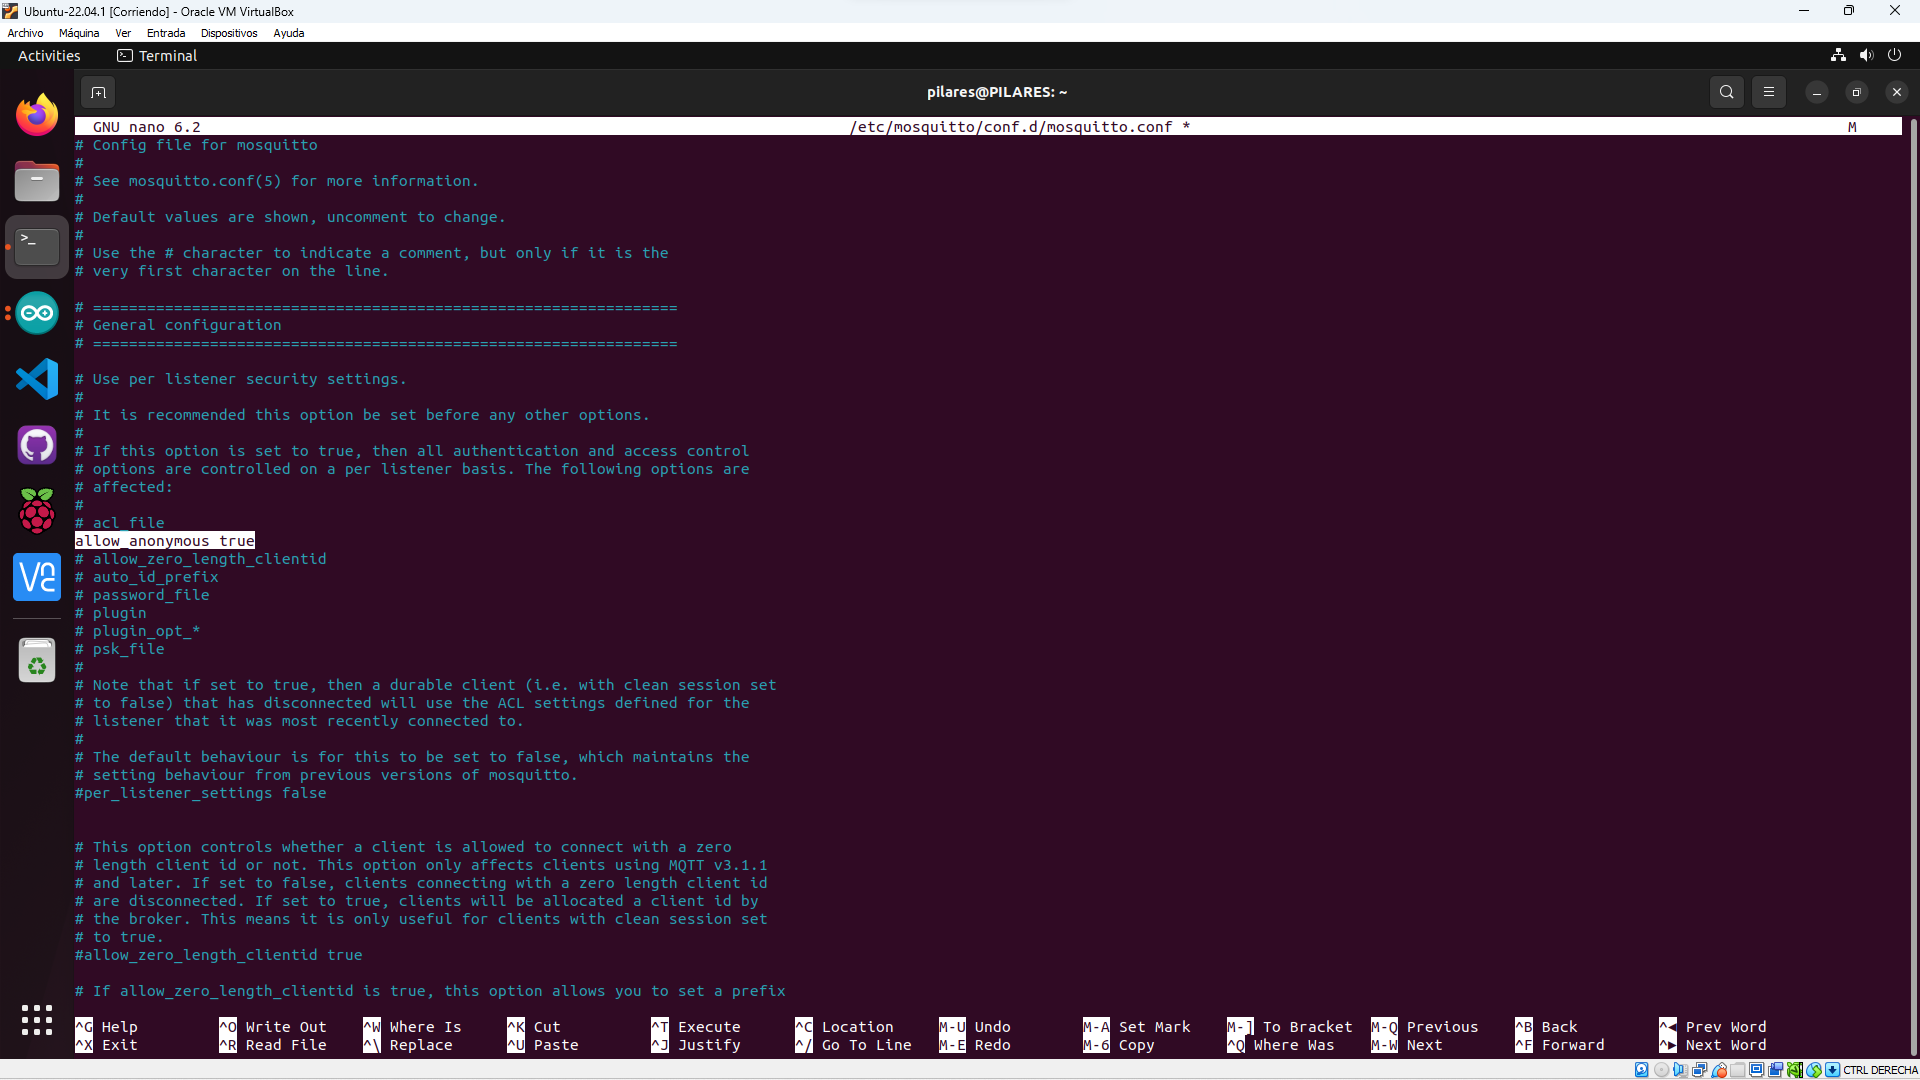 Ubuntu-22.04.1 [Corriendo] - Oracle VM VirtualBox
Archivo Máquina Ver Entrada Dispositivos Ayuda
Activities Terminal
pilares@PILARES: ~
GNU nano 6.2 /etc/mosquitto/conf.d/mosquitto.conf * M
# Config file for mosquitto
#
# See mosquitto.conf(5) for more information.
#
# Default values are shown, uncomment to change.
#
# Use the # character to indicate a comment, but only if it is the
# very first character on the line.
# =================================================================
# General configuration
# =================================================================
# Use per listener security settings.
#
# It is recommended this option be set before any other options.
#
# If this option is set to true, then all authentication and access control
# options are controlled on a per listener basis. The following options are
# affected:
#
# acl_file
allow_anonymous true
# allow_zero_length_clientid
# auto_id_prefix
# password_file
# plugin
# plugin_opt_*
# psk_file
#
# Note that if set to true, then a durable client (i.e. with clean session set
# to false) that has disconnected will use the ACL settings defined for the
# listener that it was most recently connected to.
#
# The default behaviour is for this to be set to false, which maintains the
# setting behaviour from previous versions of mosquitto.
#per_listener_settings false
# This option controls whether a client is allowed to connect with a zero
# length client id or not. This option only affects clients using MQTT v3.1.1
# and later. If set to false, clients connecting with a zero length client id
# are disconnected. If set to true, clients will be allocated a client id by
# the broker. This means it is only useful for clients with clean session set
# to true.
#allow_zero_length_clientid true
# If allow_zero_length_clientid is true, this option allows you to set a prefix
^G Help ^O Write Out ^W Where Is ^K Cut ^T Execute ^C Location M-U Undo M-A Set Mark M-] To Bracket M-Q Previous ^B Back ^◀ Prev Word
^X Exit ^R Read File ^\ Replace ^U Paste ^J Justify ^/ Go To Line M-E Redo M-6 Copy ^Q Where Was M-W Next ^F Forward ^▶ Next Word
CTRL DERECHA